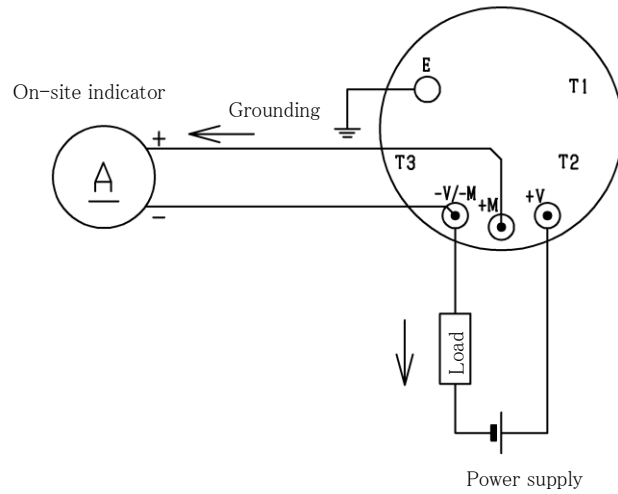 E
T1
On-site indicator
Grounding
+
T3
T2
A
-V/-M
+M
+V
−
Load
Power supply